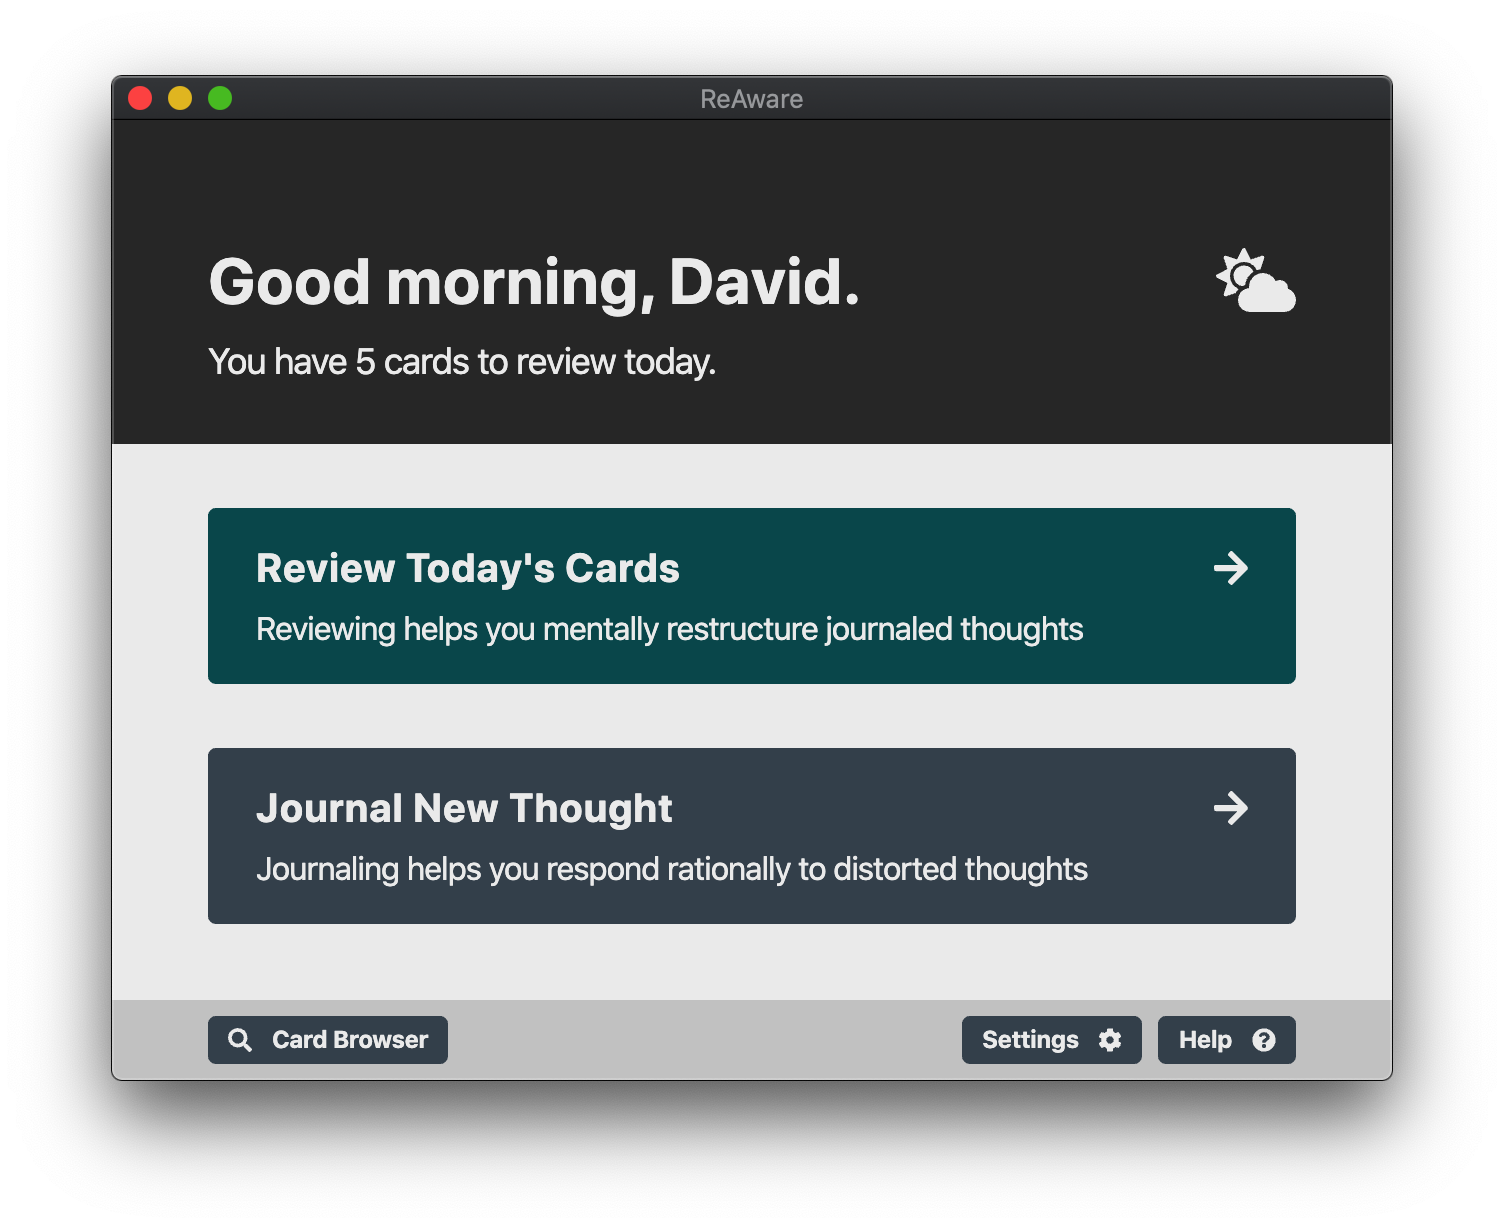 ReAware
Good morning, David.
You have 5 cards to review today.
Review Today's Cards
Reviewing helps you mentally restructure journaled thoughts
Journal New Thought
Journaling helps you respond rationally to distorted thoughts
Card Browser
Settings
Help